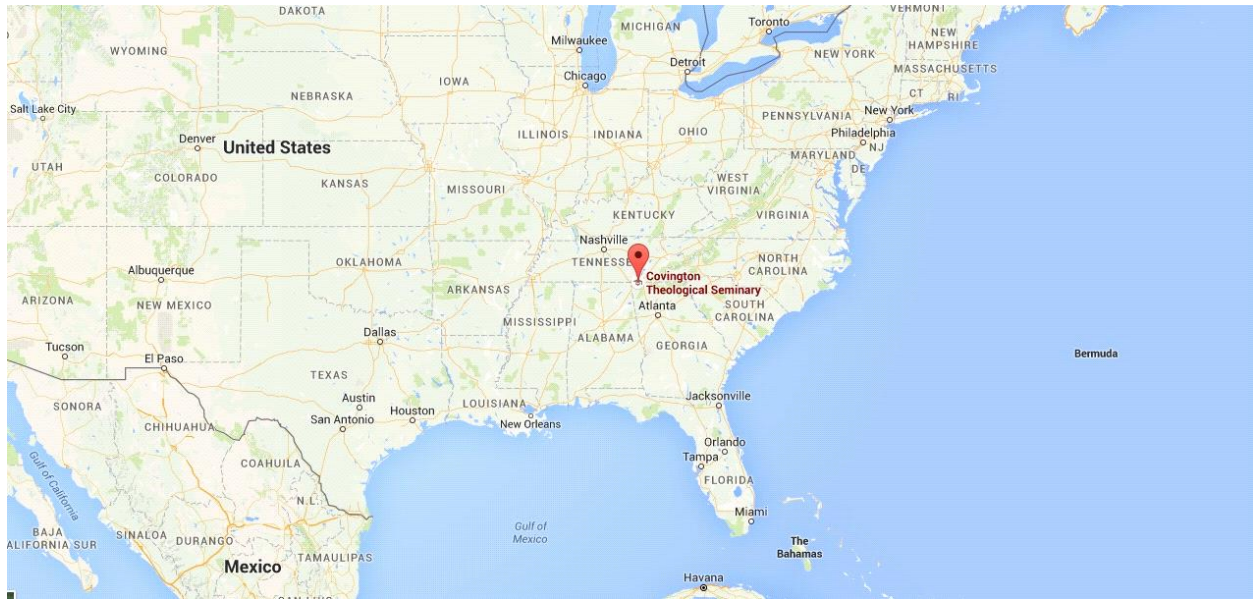 DAKOTA
VERMONT
MICHIGAN
Toronto
NEW
HAMPSHIRE
WYOMING
Milwaukee
NEW YORK
Detroit
MASSACHUSETTS
Chicago
IOWA
CT
RI
NEBRASKA
Salt Lake City
New York
PENNSYLVANIA
ILLINOIS
INDIANA
OHIO
Philadelphia
Denver
United States
NJ
MARYLAND
UTAH
DE
COLORADO
KANSAS
MISSOURI
WEST
VIRGINIA
KENTUCKY
VIRGINIA
Nashville
TENNESSEE
NORTH
CAROLINA
OKLAHOMA
Albuquerque
Covington
Theological Seminary
ARKANSAS
ARIZONA
NEW MEXICO
Atlanta
SOUTH
CAROLINA
MISSISSIPPI
Dallas
ALABAMA
GEORGIA
Tucson
El Paso
Bermuda
TEXAS
SONORA
Austin
LOUISIANA
Jacksonville
Houston
San Antonio
New Orleans
CHIHUAHUA
Orlando
Tampa
COAHUILA
Gulf of California
FLORIDA
N.L.
Miami
Gulf of
Mexico
BAJA
ALIFORNIA SUR
SINALOA
DURANGO
The
Bahamas
TAMAULIPAS
Mexico
Havana
SAN LUIS